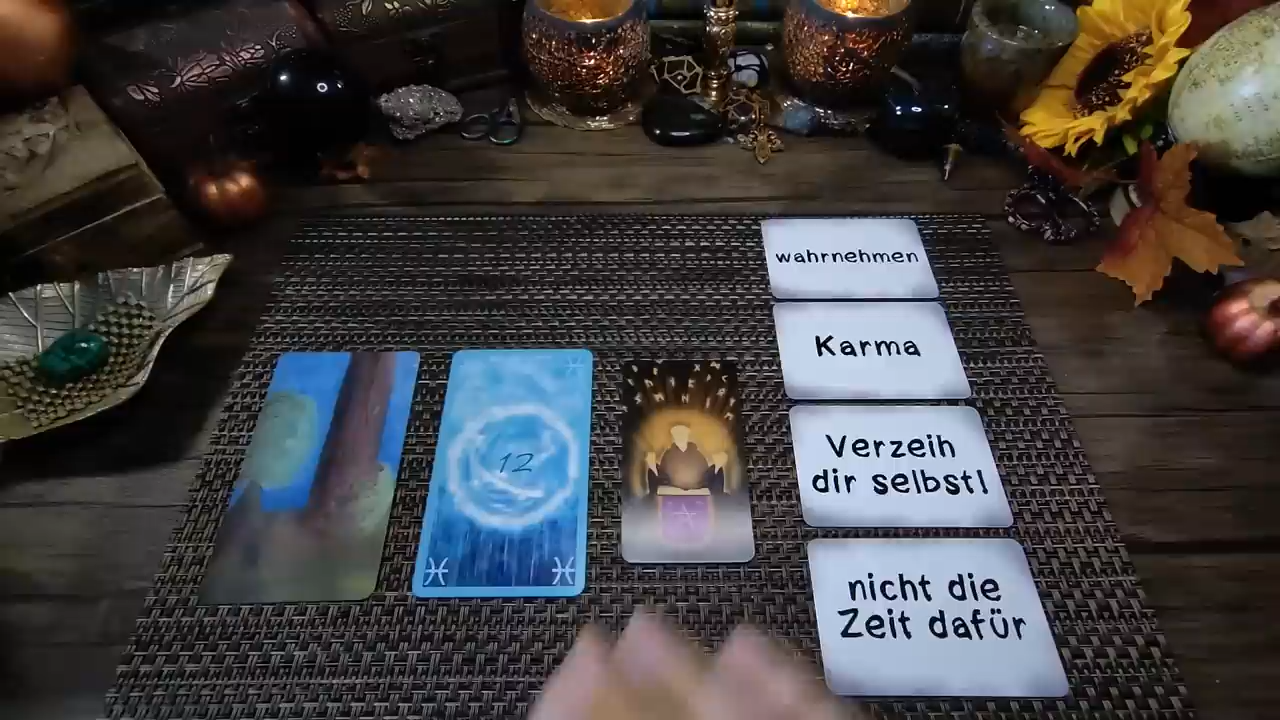 wahrnehmen
Karma
Verzeih
dir selbst!
nicht die
Zeit dafür
12
♓ ♓